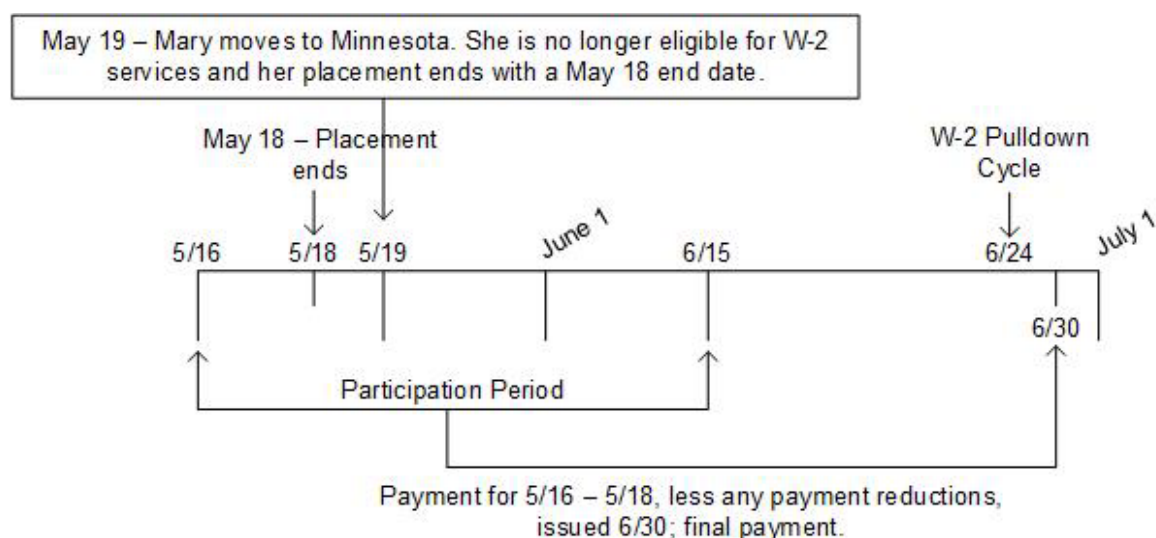 May 19 – Mary moves to Minnesota. She is no longer eligible for W-2
services and her placement ends with a May 18 end date.
May 18 – Placement
ends
W-2 Pulldown
Cycle
5/16
5/18
5/19
June 1
6/15
6/24
July 1
6/30
Participation Period
Payment for 5/16 – 5/18, less any payment reductions,
issued 6/30; final payment.